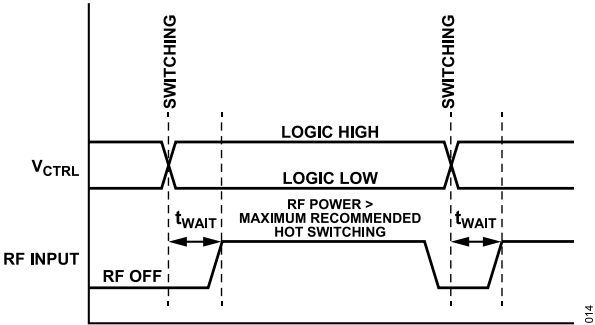 SWITCHING
SWITCHING
LOGIC HIGH
VCTRL
LOGIC LOW
RF POWER >
MAXIMUM RECOMMENDED
HOT SWITCHING
tWAIT
tWAIT
RF INPUT
RF OFF
014